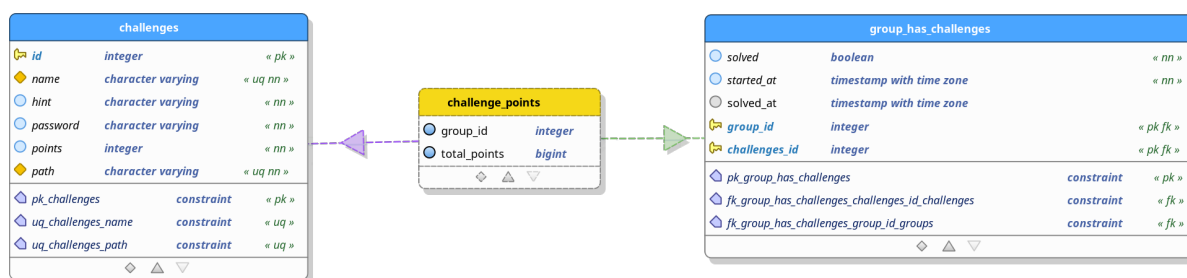 challenges
id integer « pk »
name character varying « uq nn »
hint character varying « nn »
password character varying « nn »
points integer « nn »
path character varying « uq nn »
pk_challenges constraint « pk »
uq_challenges_name constraint « uq »
uq_challenges_path constraint « uq »
challenge_points
group_id integer
total_points bigint
group_has_challenges
solved boolean « nn »
started_at timestamp with time zone « nn »
solved_at timestamp with time zone
group_id integer « pk fk »
challenges_id integer « pk fk »
pk_group_has_challenges constraint « pk »
fk_group_has_challenges_challenges_id_challenges constraint « fk »
fk_group_has_challenges_group_id_groups constraint « fk »